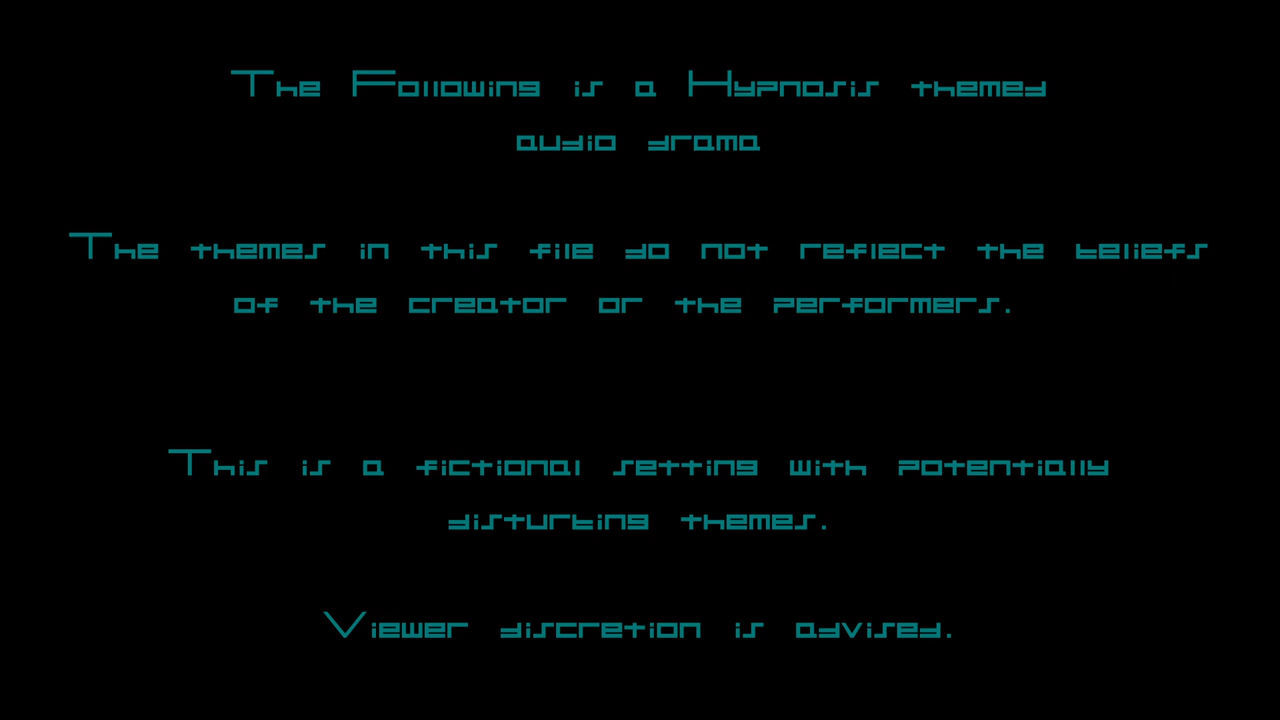 The Following is a Hypnosis themed
audio drama
The themes in this file do not reflect the beliefs
of the creator or the performers.
This is a fictional setting with potentially
disturbing themes.
Viewer discretion is advised.